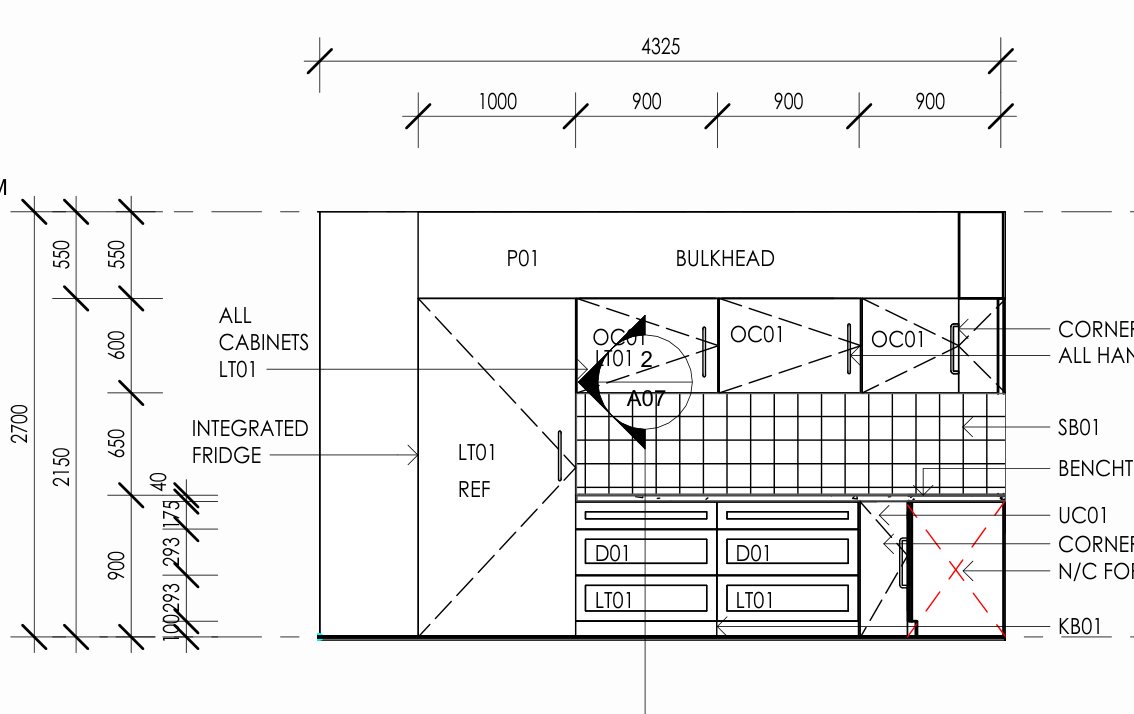 4325
1000
900
900
900
M
550
550
P01
BULKHEAD
ALL
CABINETS
LT01
600
OC01
LT01
2
A07
OC01
OC01
CORNER
ALL HAN
2700
2150
650
INTEGRATED
FRIDGE
LT01
REF
SB01
40
BENCHT
175
UC01
293
900
D01
D01
CORNER
N/C FOR
293
LT01
LT01
100
KB01